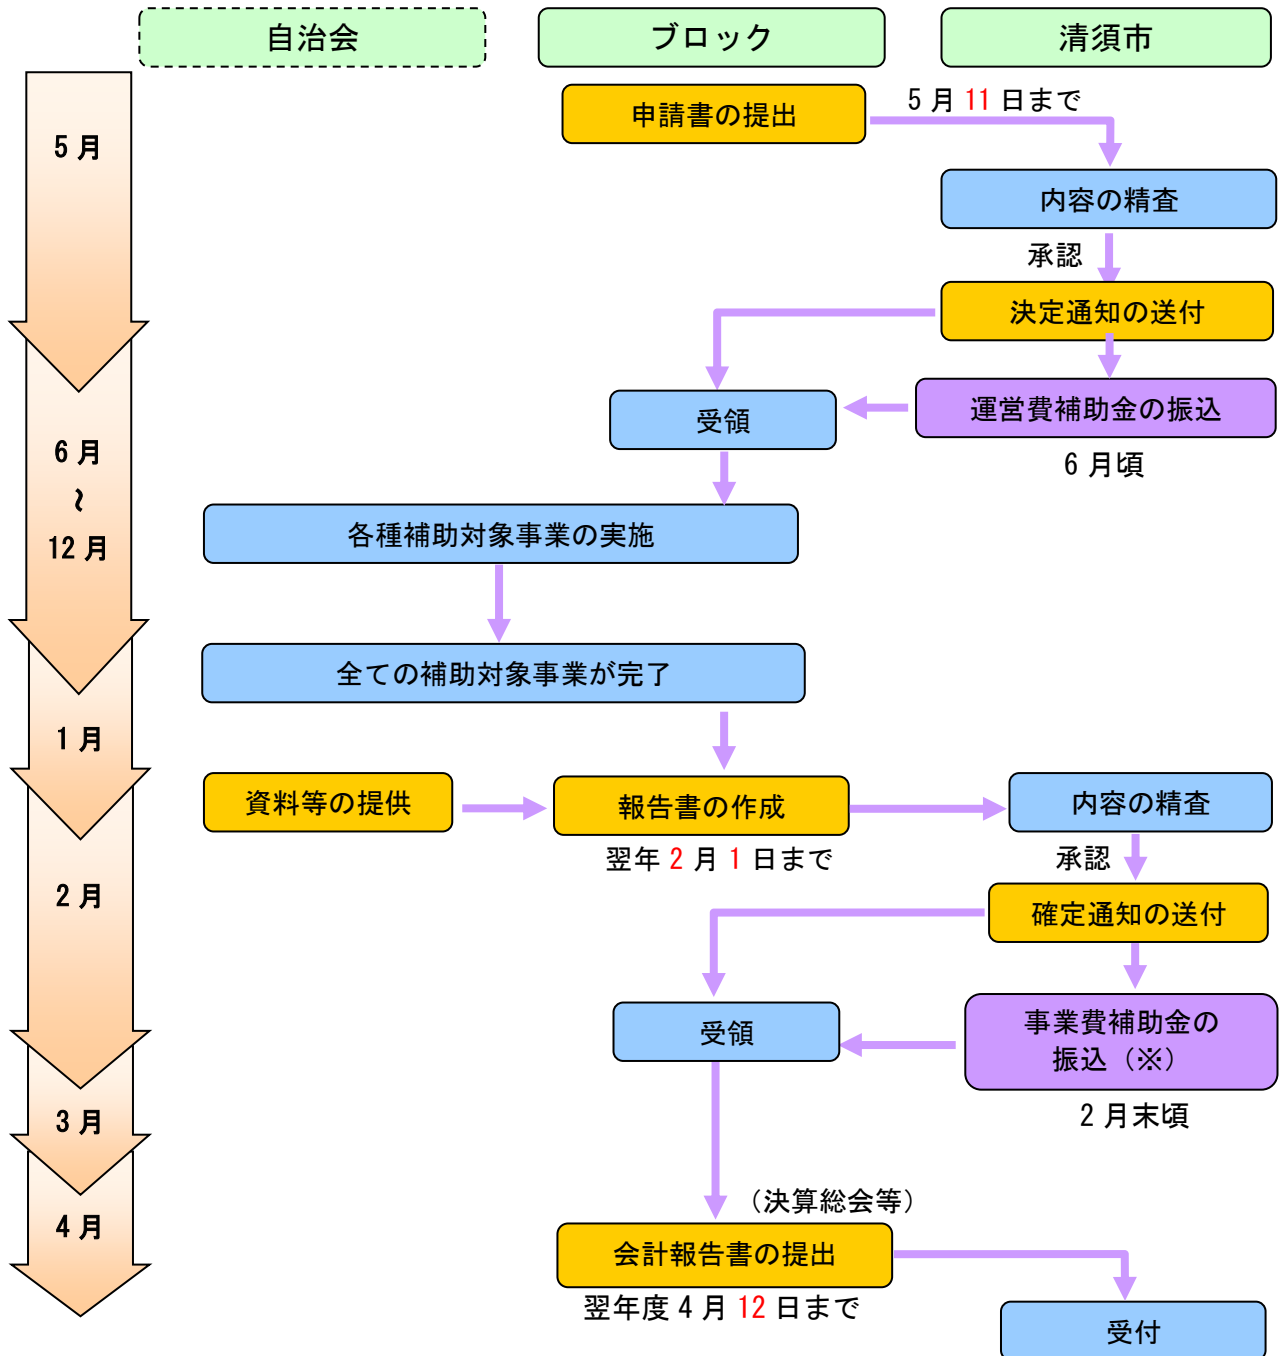 自治会
ブロック
清須市
5月
申請書の提出
5月11日まで
内容の精査
承認
決定通知の送付
運営費補助金の振込
受領
6月頃
6月
～
12月
各種補助対象事業の実施
全ての補助対象事業が完了
1月
資料等の提供
報告書の作成
内容の精査
翌年2月1日まで
承認
2月
確定通知の送付
受領
事業費補助金の
振込（※）
2月末頃
3月
（決算総会等）
4月
会計報告書の提出
翌年度4月12日まで
受付